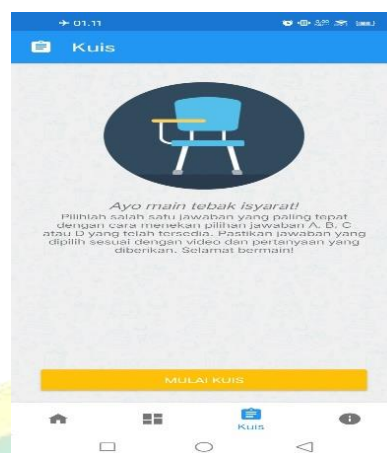 01.11
Kuis
Ayo main tebak isyarat!
Pilihlah salah satu jawaban yang paling tepat
dengan cara menekan pilihan jawaban A, B, C
atau D yang telah tersedia. Pastikan jawaban yang
dipilih sesuai dengan video dan pertanyaan yang
diberikan. Selamat bermain!
MULAI KUIS
Kuis